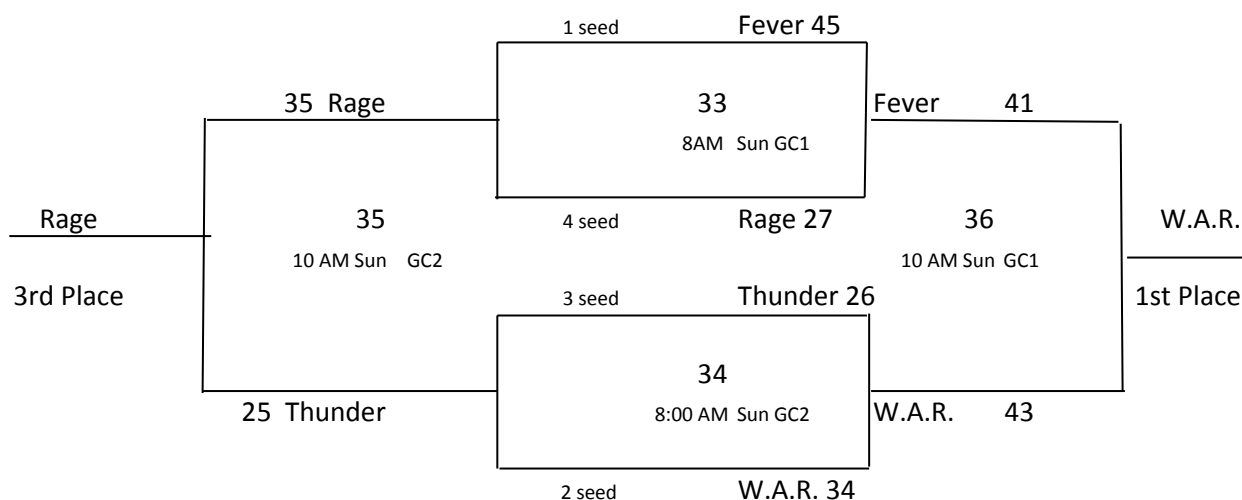 1 seed Fever 45
35 Rage 33 Fever 41
8AM Sun GC1
Rage 35 4 seed Rage 27 36 W.A.R.
10 AM Sun GC2 10 AM Sun GC1
3rd Place 3 seed Thunder 26 1st Place
34
25 Thunder 8:00 AM Sun GC2 W.A.R. 43
2 seed W.A.R. 34